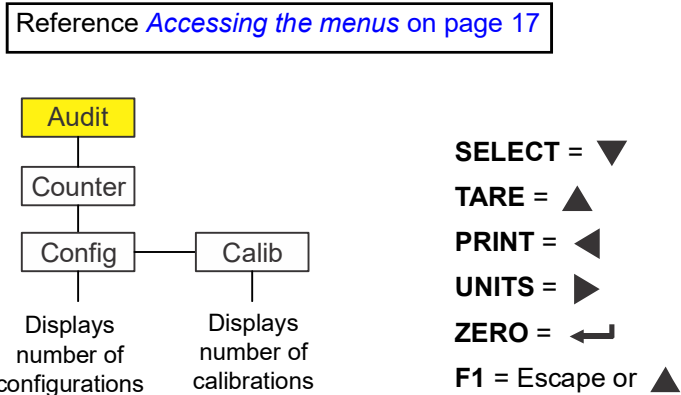 Reference Accessing the menus on page 17
Audit
Counter
Config
Calib
Displays
number of
configurations
Displays
number of
calibrations
SELECT = ▼
TARE = ▲
PRINT = ◀
UNITS = ▶
ZERO = ↵
F1 = Escape or ▲